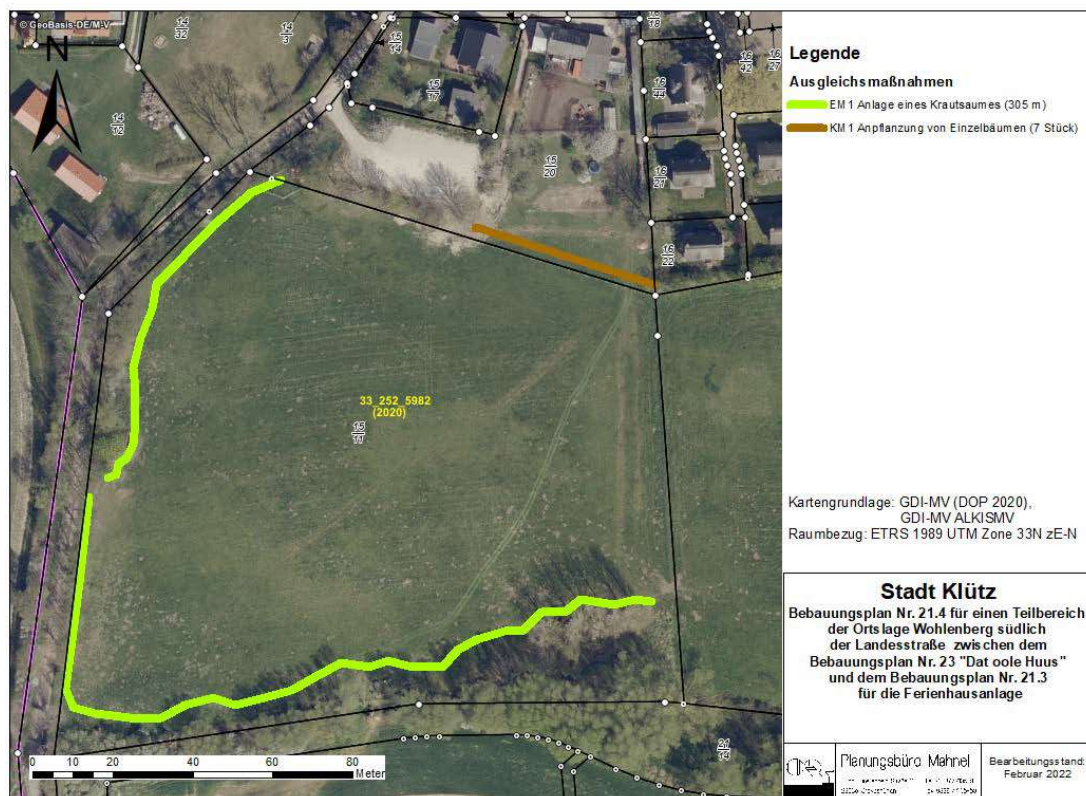 © GeoBasis-DE/M-V
N
14
32
14
31
15
14
15
17
14
13
15
20
16
18
16
42
16
27
16
23
33_252_5982
(2020)
15
11
21
14
0 10 20 40 60 80
Meter
Legende
Ausgleichsmaßnahmen
EM 1 Anlage eines Krautsaumes (305 m)
KM 1 Anpflanzung von Einzelbäumen (7 Stück)
Kartengrundlage: GDI-MV (DOP 2020),
GDI-MV ALKISMV
Raumbezug: ETRS 1989 UTM Zone 33N zE-N
Stadt Klütz
Bebauungsplan Nr. 21.4 für einen Teilbereich
der Ortslage Wohlenberg südlich
der Landesstraße zwischen dem
Bebauungsplan Nr. 23 "Dat oole Huus"
und dem Bebauungsplan Nr. 21.3
für die Ferienhausanlage
Planungsbüro Mahnel
Bearbeitungsstand:
Februar 2022